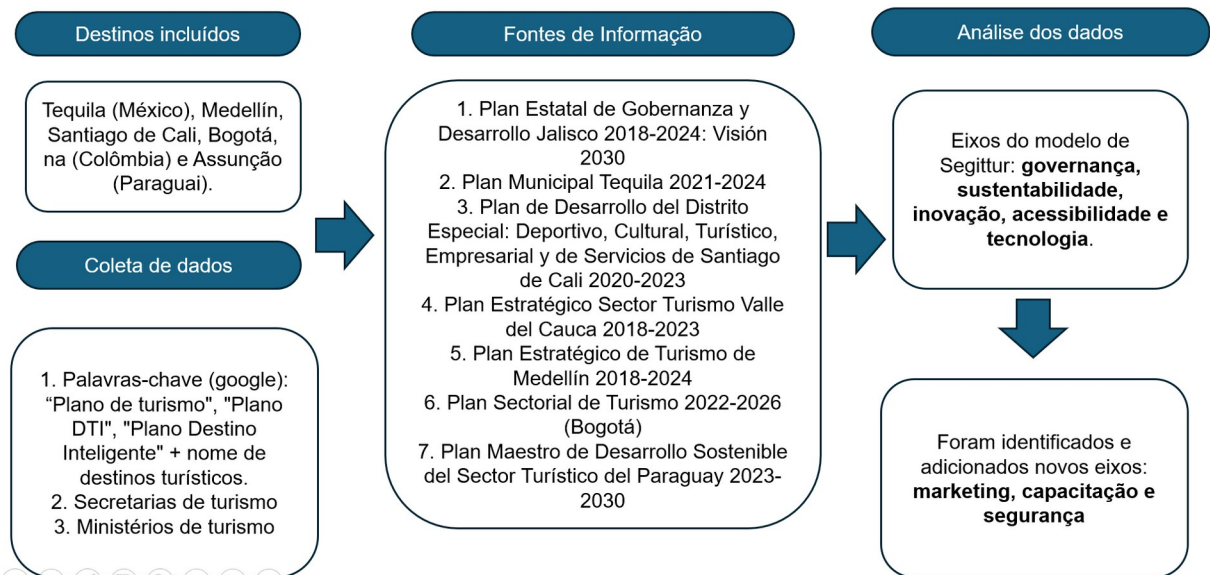 Destinos incluídos
Tequila (México), Medellín,
Santiago de Cali, Bogotá,
na (Colômbia) e Assunção
(Paraguai).
Coleta de dados
1. Palavras-chave (google):
“Plano de turismo", "Plano
DTI", "Plano Destino
Inteligente" + nome de
destinos turísticos.
2. Secretarias de turismo
3. Ministérios de turismo
Fontes de Informação
1. Plan Estatal de Gobernanza y
Desarrollo Jalisco 2018-2024: Visión
2030
2. Plan Municipal Tequila 2021-2024
3. Plan de Desarrollo del Distrito
Especial: Deportivo, Cultural, Turístico,
Empresarial y de Servicios de Santiago
de Cali 2020-2023
4. Plan Estratégico Sector Turismo Valle
del Cauca 2018-2023
5. Plan Estratégico de Turismo de
Medellín 2018-2024
6. Plan Sectorial de Turismo 2022-2026
(Bogotá)
7. Plan Maestro de Desarrollo Sostenible
del Sector Turístico del Paraguay 2023-
2030
Análise dos dados
Eixos do modelo de
Segittur: governança,
sustentabilidade,
inovação, acessibilidade e
tecnologia.
Foram identificados e
adicionados novos eixos:
marketing, capacitação e
segurança